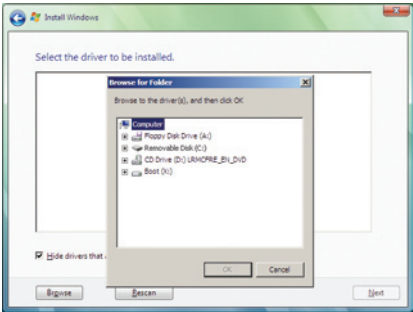 Install Windows
Select the driver to be installed.
Browse for Folder
Browse to the driver(s), and then click OK
Computer
Floppy Disk Drive (A:)
Removable Disk (C:)
CD Drive (D:) LRMCFRE_EN_DVD
Boot (X:)
Hide drivers that
OK
Cancel
Browse
Rescan
Next